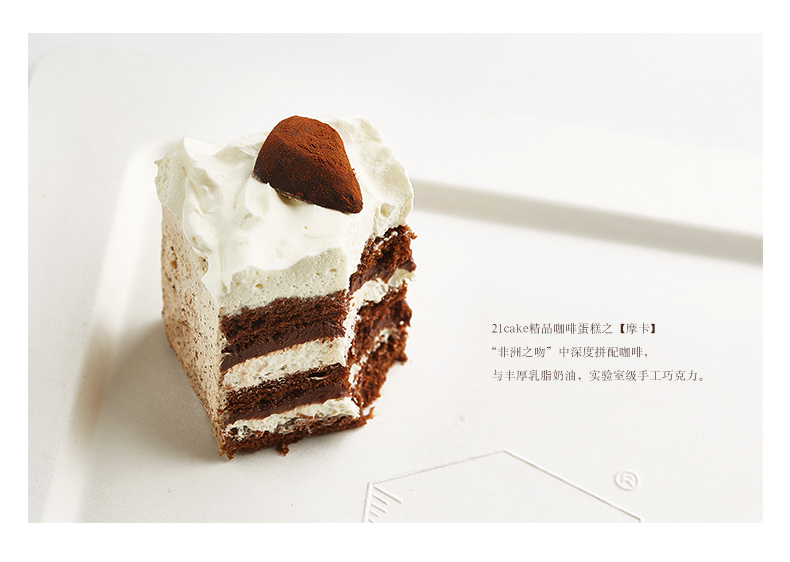 21cake精品咖啡蛋糕之【摩卡】
“非洲之吻”中深度拼配咖啡，
与丰厚乳脂奶油，实验室级手工巧克力。
®